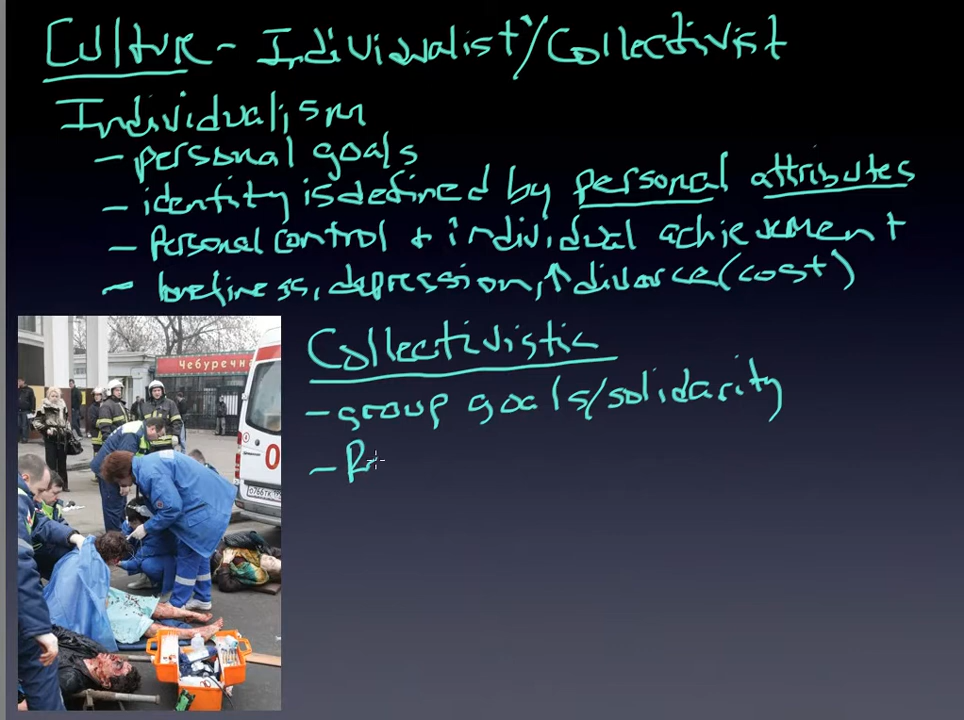 Culture - Individualist/Collectivist
Individualism
- personal goals
- identity is defined by personal attributes
- Personal control + individual achievement
- loneliness, depression, ↑divorce (cost)
Чебуречн
Collectivistic
- group goals/solidarity
- R